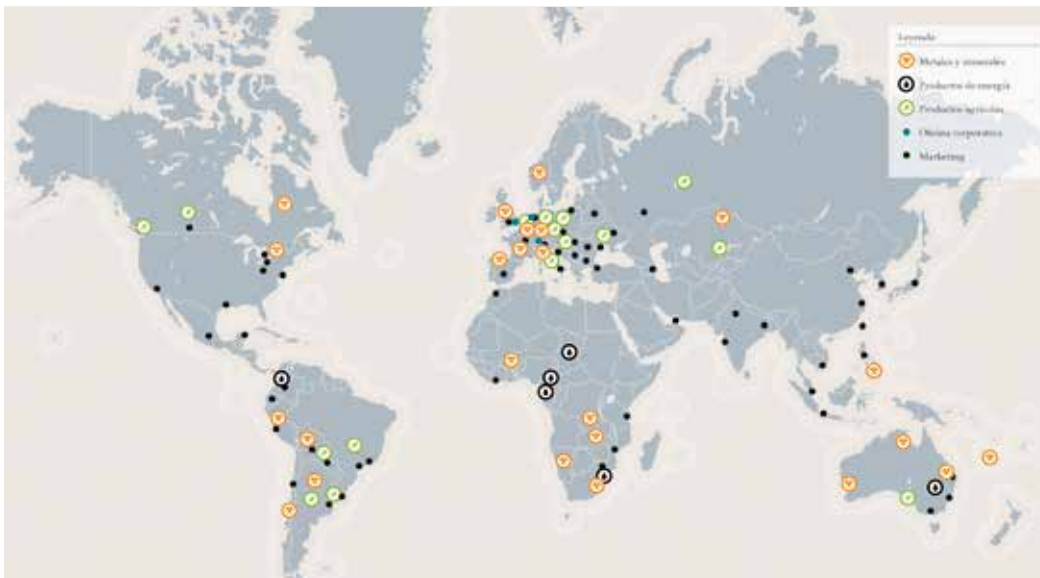 Leyenda
Metales y minerales
Productos de energía
Productos agrícolas
Oficina corporativa
Marketing